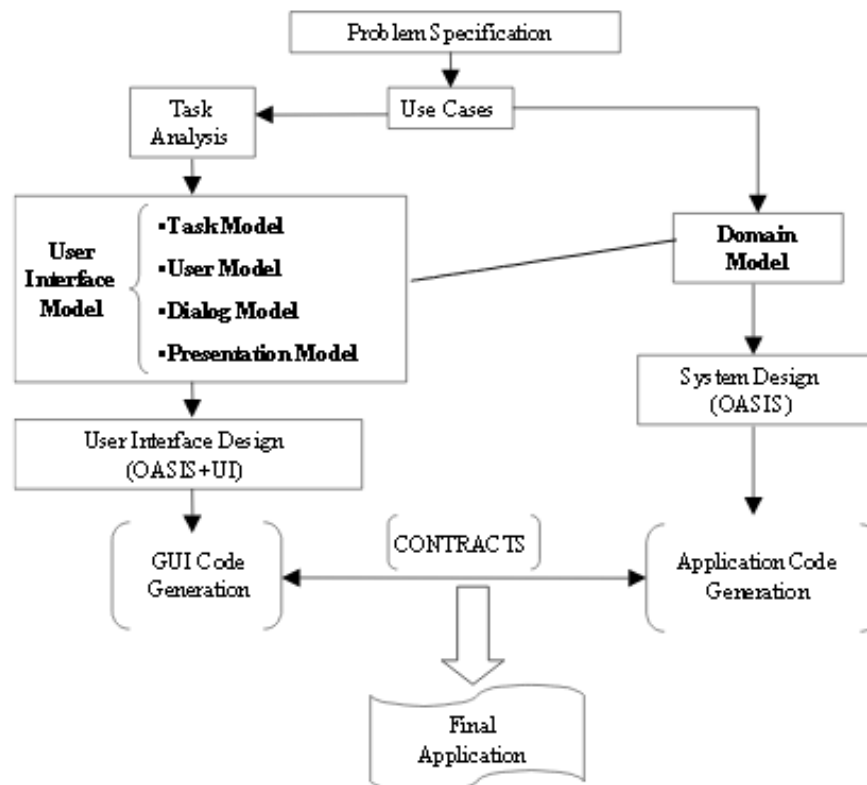 Problem Specification
Task
Analysis
Use Cases
User
Interface
Model
▪Task Model
▪User Model
▪Dialog Model
▪Presentation Model
Domain
Model
System Design
(OASIS)
User Interface Design
(OASIS+UI)
CONTRACTS
GUI Code
Generation
Application Code
Generation
Final
Application